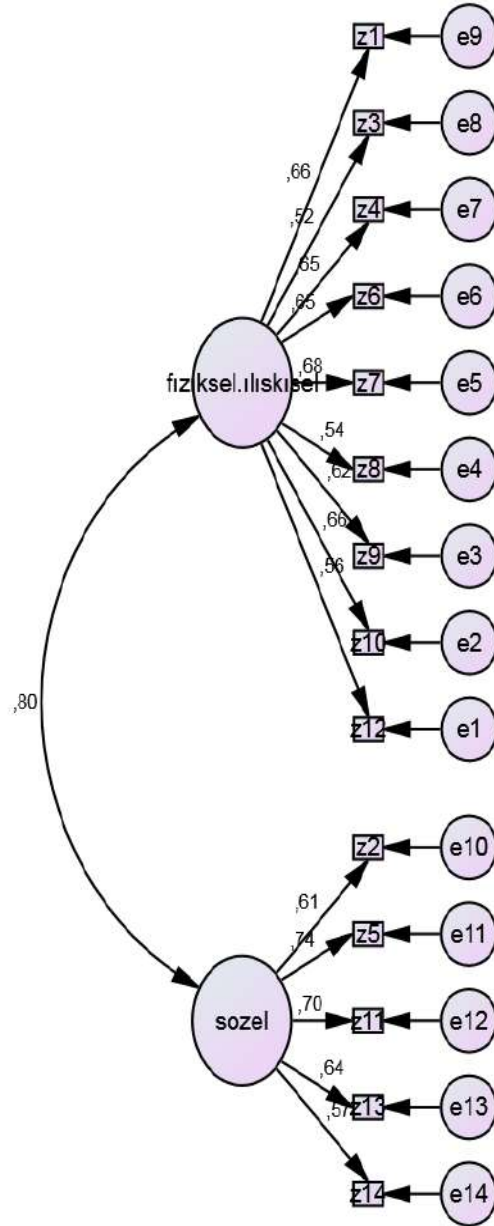 z1 e9
z3 e8
,66
z4 e7
,52
,65
z6 e6
,65
fızıksel.ılıskısel ,68 z7 e5
,54
z8 e4
,62
,66
z9 e3
,56
z10 e2
,80
z12 e1
z2 e10
,61
z5 e11
,74
,70
sozel z11 e12
,64
z13 e13
,57
z14 e14